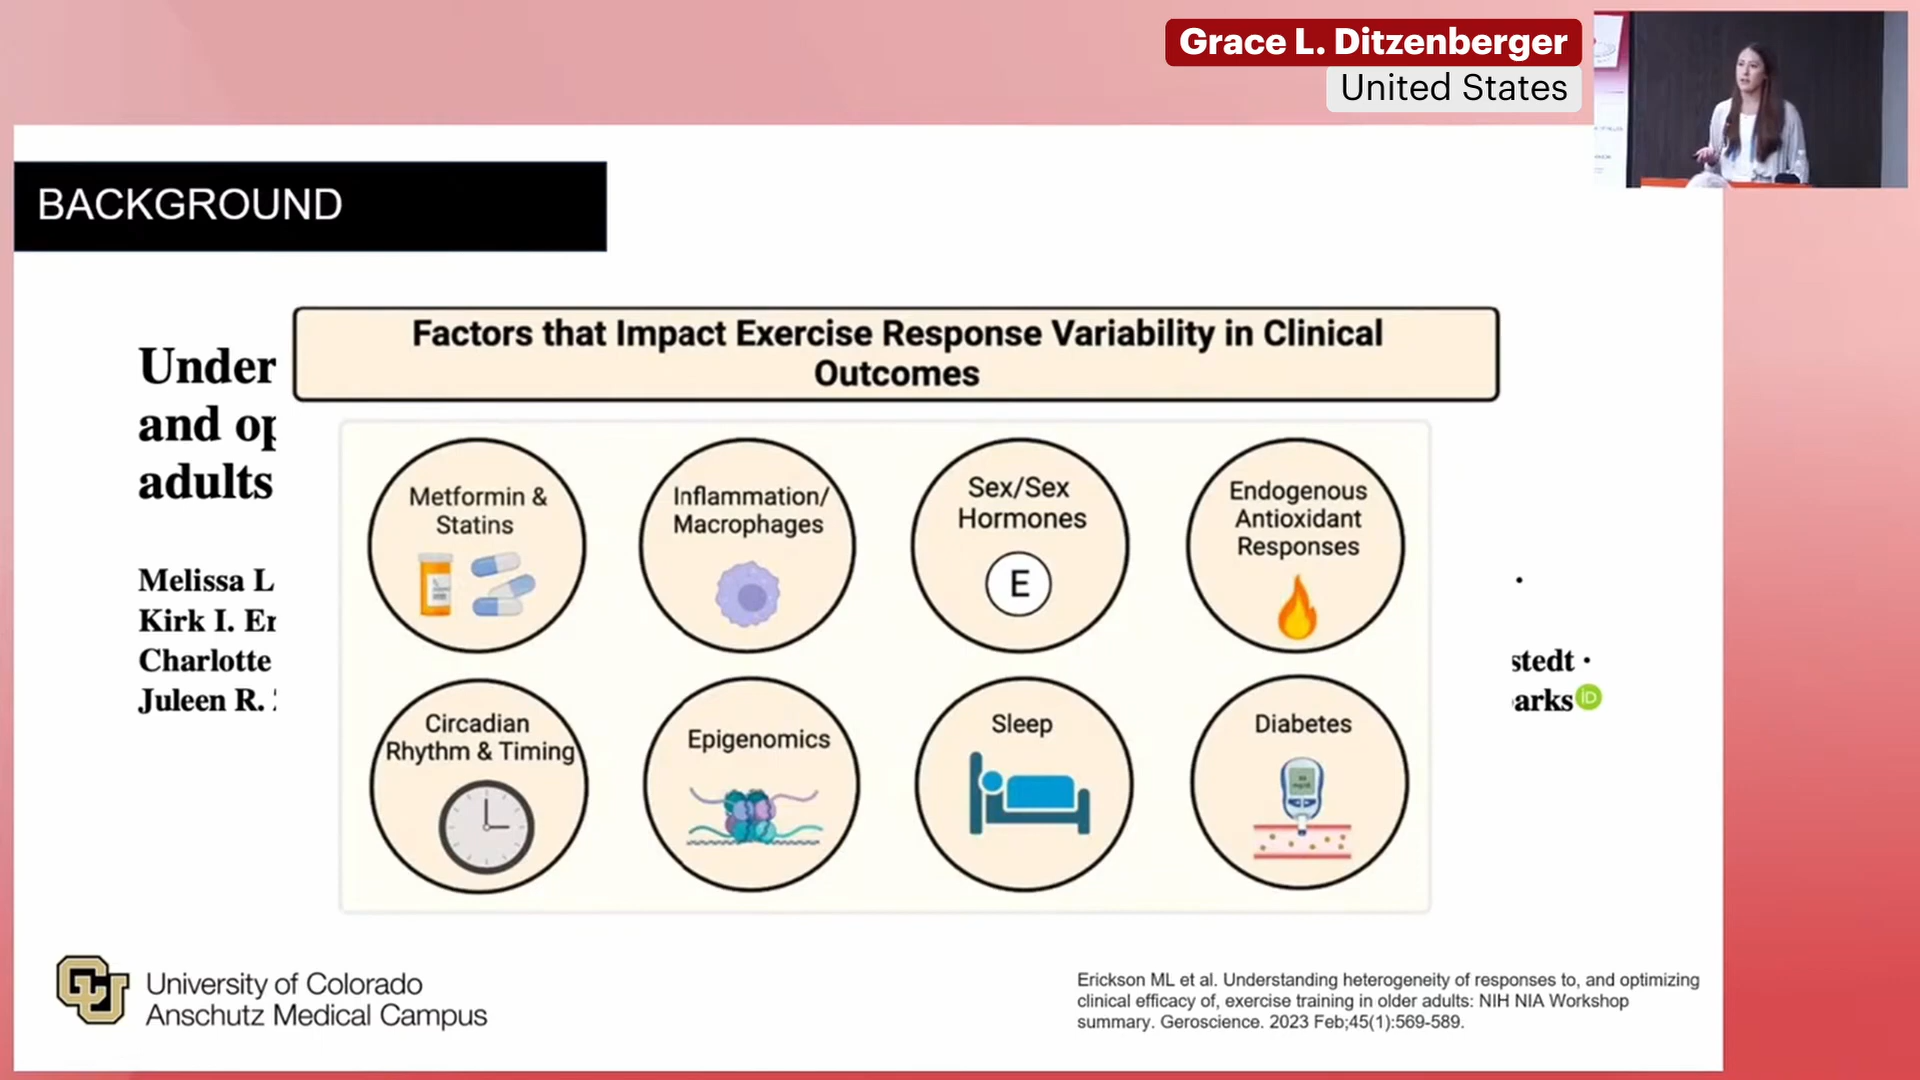 Grace L. Ditzenberger
United States
BACKGROUND
Factors that Impact Exercise Response Variability in Clinical
Outcomes
Under
and op
adults
Metformin &
Statins
Inflammation/
Macrophages
Sex/Sex
Hormones
E
Endogenous
Antioxidant
Responses
Melissa L
Kirk I. Er
Charlotte
Juleen R.
stedt ·
arks iD
Circadian
Rhythm & Timing
Epigenomics
Sleep
Diabetes
University of Colorado
Anschutz Medical Campus
Erickson ML et al. Understanding heterogeneity of responses to, and optimizing
clinical efficacy of, exercise training in older adults: NIH NIA Workshop
summary. Geroscience. 2023 Feb;45(1):569-589.